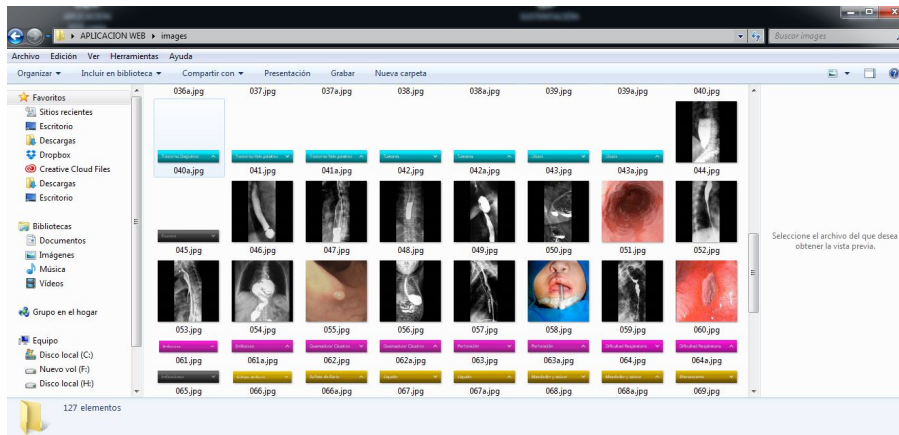 APLICACION WEB ▸ images
Buscar images
Archivo Edición Ver Herramientas Ayuda
Organizar Incluir en biblioteca Compartir con Presentación Grabar Nueva carpeta
Favoritos
Sitios recientes
Escritorio
Descargas
Dropbox
Creative Cloud Files
Descargas
Escritorio
Bibliotecas
Documentos
Imágenes
Música
Vídeos
Grupo en el hogar
Equipo
Disco local (C:)
Nuevo vol (F:)
Disco local (H:)
036a.jpg 037.jpg 037a.jpg 038.jpg 038a.jpg 039.jpg 039a.jpg 040.jpg
040a.jpg 041.jpg 041a.jpg 042.jpg 042a.jpg 043.jpg 043a.jpg 044.jpg
045.jpg 046.jpg 047.jpg 048.jpg 049.jpg 050.jpg 051.jpg 052.jpg
053.jpg 054.jpg 055.jpg 056.jpg 057.jpg 058.jpg 059.jpg 060.jpg
Perforación Perforación Dificultad Respiratoria Dificultad Respiratoria
061.jpg 061a.jpg 062.jpg 062a.jpg 063.jpg 063a.jpg 064.jpg 064a.jpg
065.jpg 066.jpg 066a.jpg 067.jpg 067a.jpg 068.jpg 068a.jpg 069.jpg
Seleccione el archivo del que desea
obtener la vista previa.
127 elementos